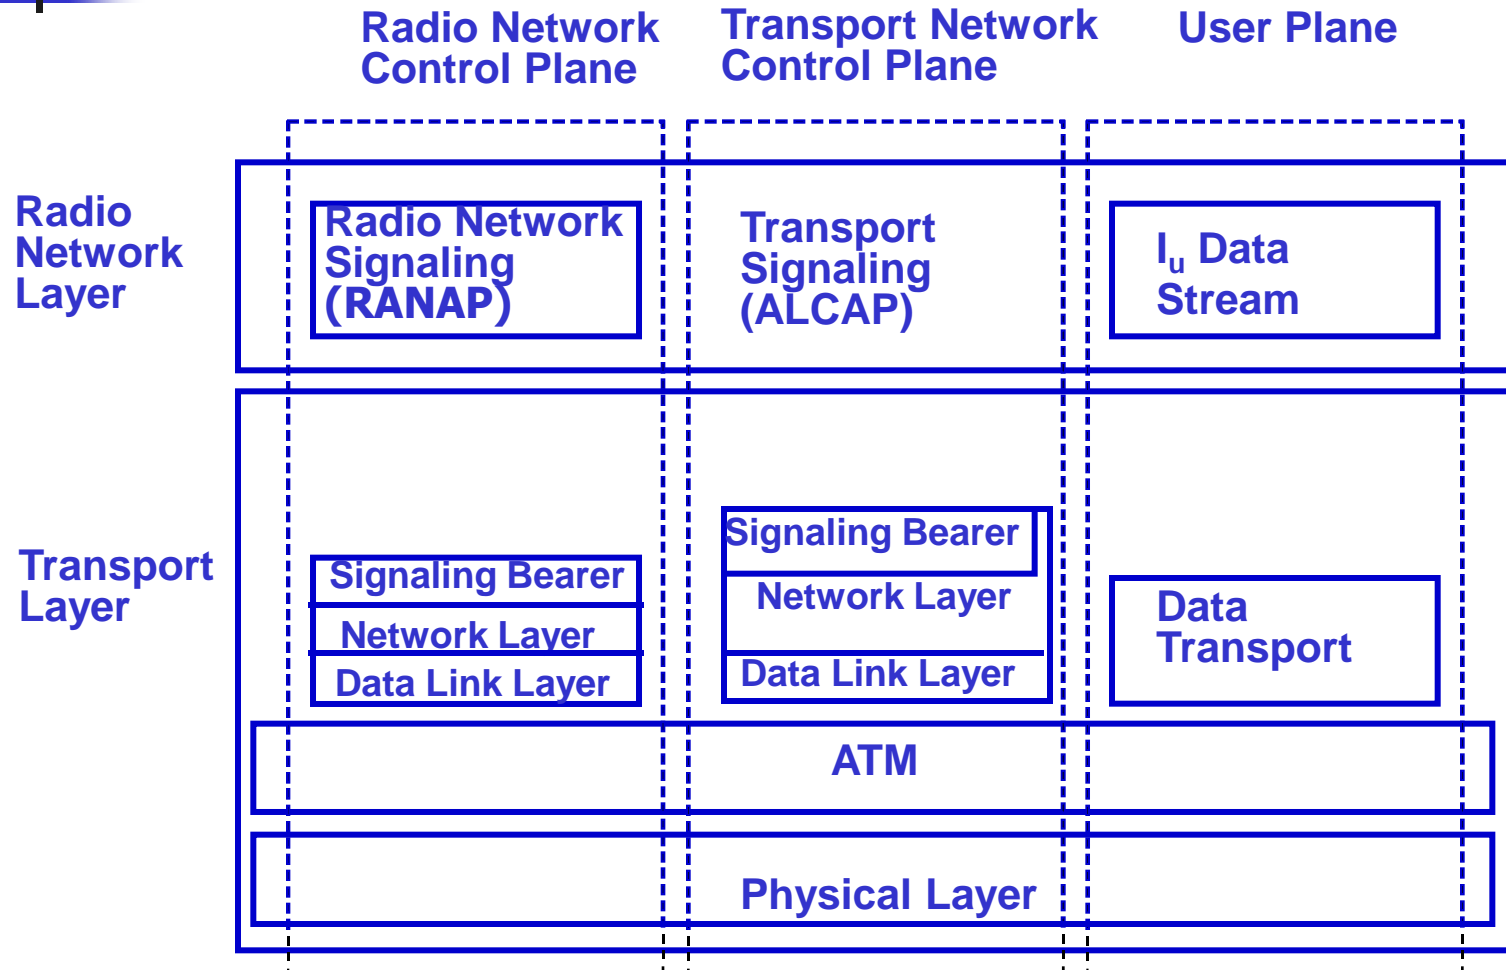 Radio Network
Control Plane
Transport Network
Control Plane
User Plane
Radio
Network
Layer
Radio Network
Signaling
(RANAP)
Transport
Signaling
(ALCAP)
Iu Data
Stream
Transport
Layer
Signaling Bearer
Network Layer
Data Link Layer
Signaling Bearer
Network Layer
Data Link Layer
Data
Transport
ATM
Physical Layer